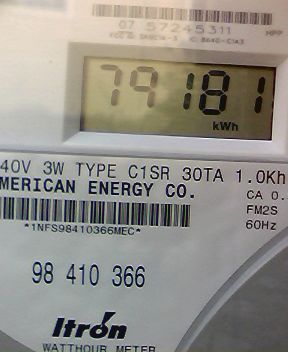 07 57245311
79181
kWh
40V 3W TYPE C1SR 30TA 1.0Kh
MERICAN ENERGY CO.
CA 0.
FM2S
*1NFS98410366MEC*
60Hz
98 410 366
Itron
WATTHOUR METER